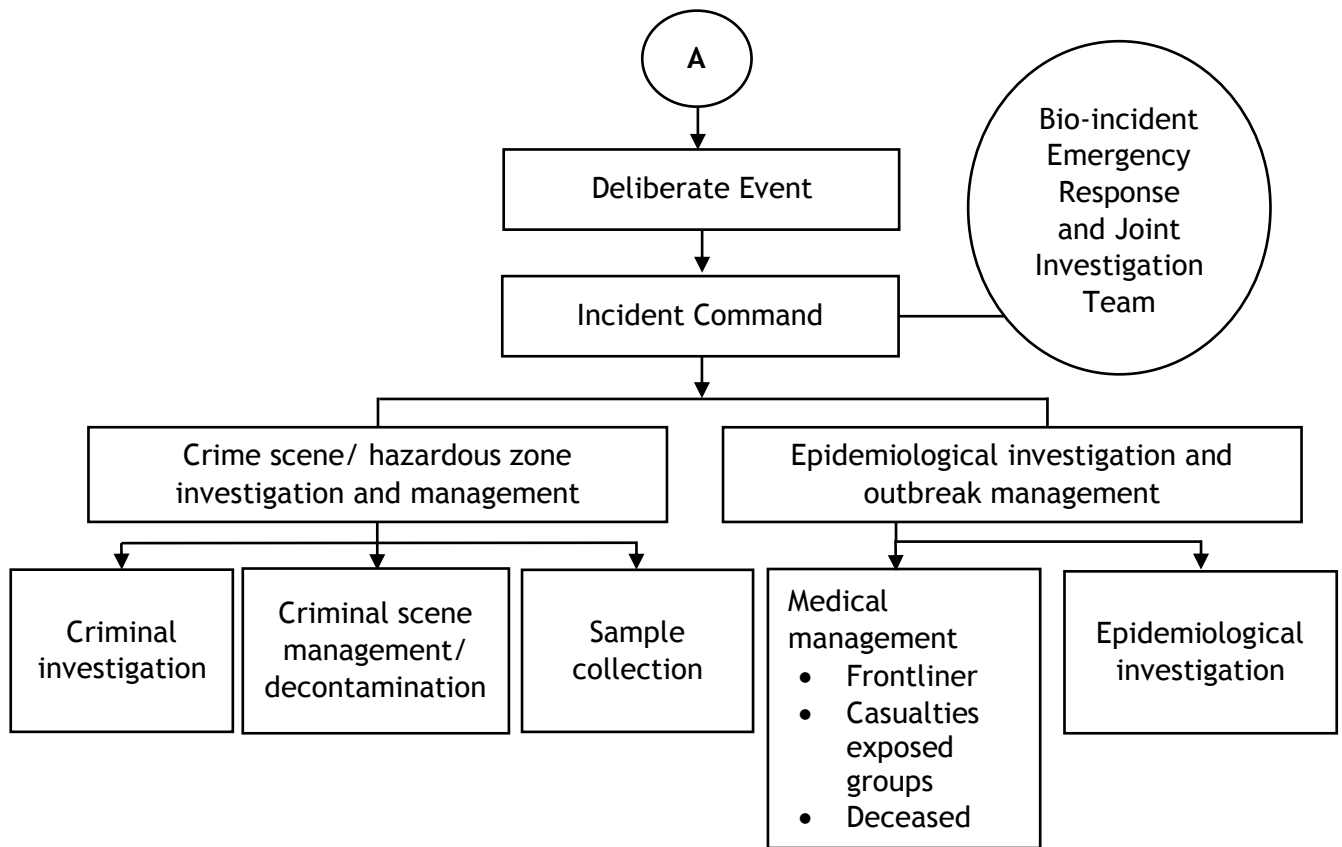 A
Bio-incident
Emergency
Response
and Joint
Investigation
Team
Deliberate Event
Incident Command
Crime scene/ hazardous zone
investigation and management
Epidemiological investigation and
outbreak management
Criminal
investigation
Criminal scene
management/
decontamination
Sample
collection
Medical
management
• Frontliner
• Casualties
exposed
groups
• Deceased
Epidemiological
investigation